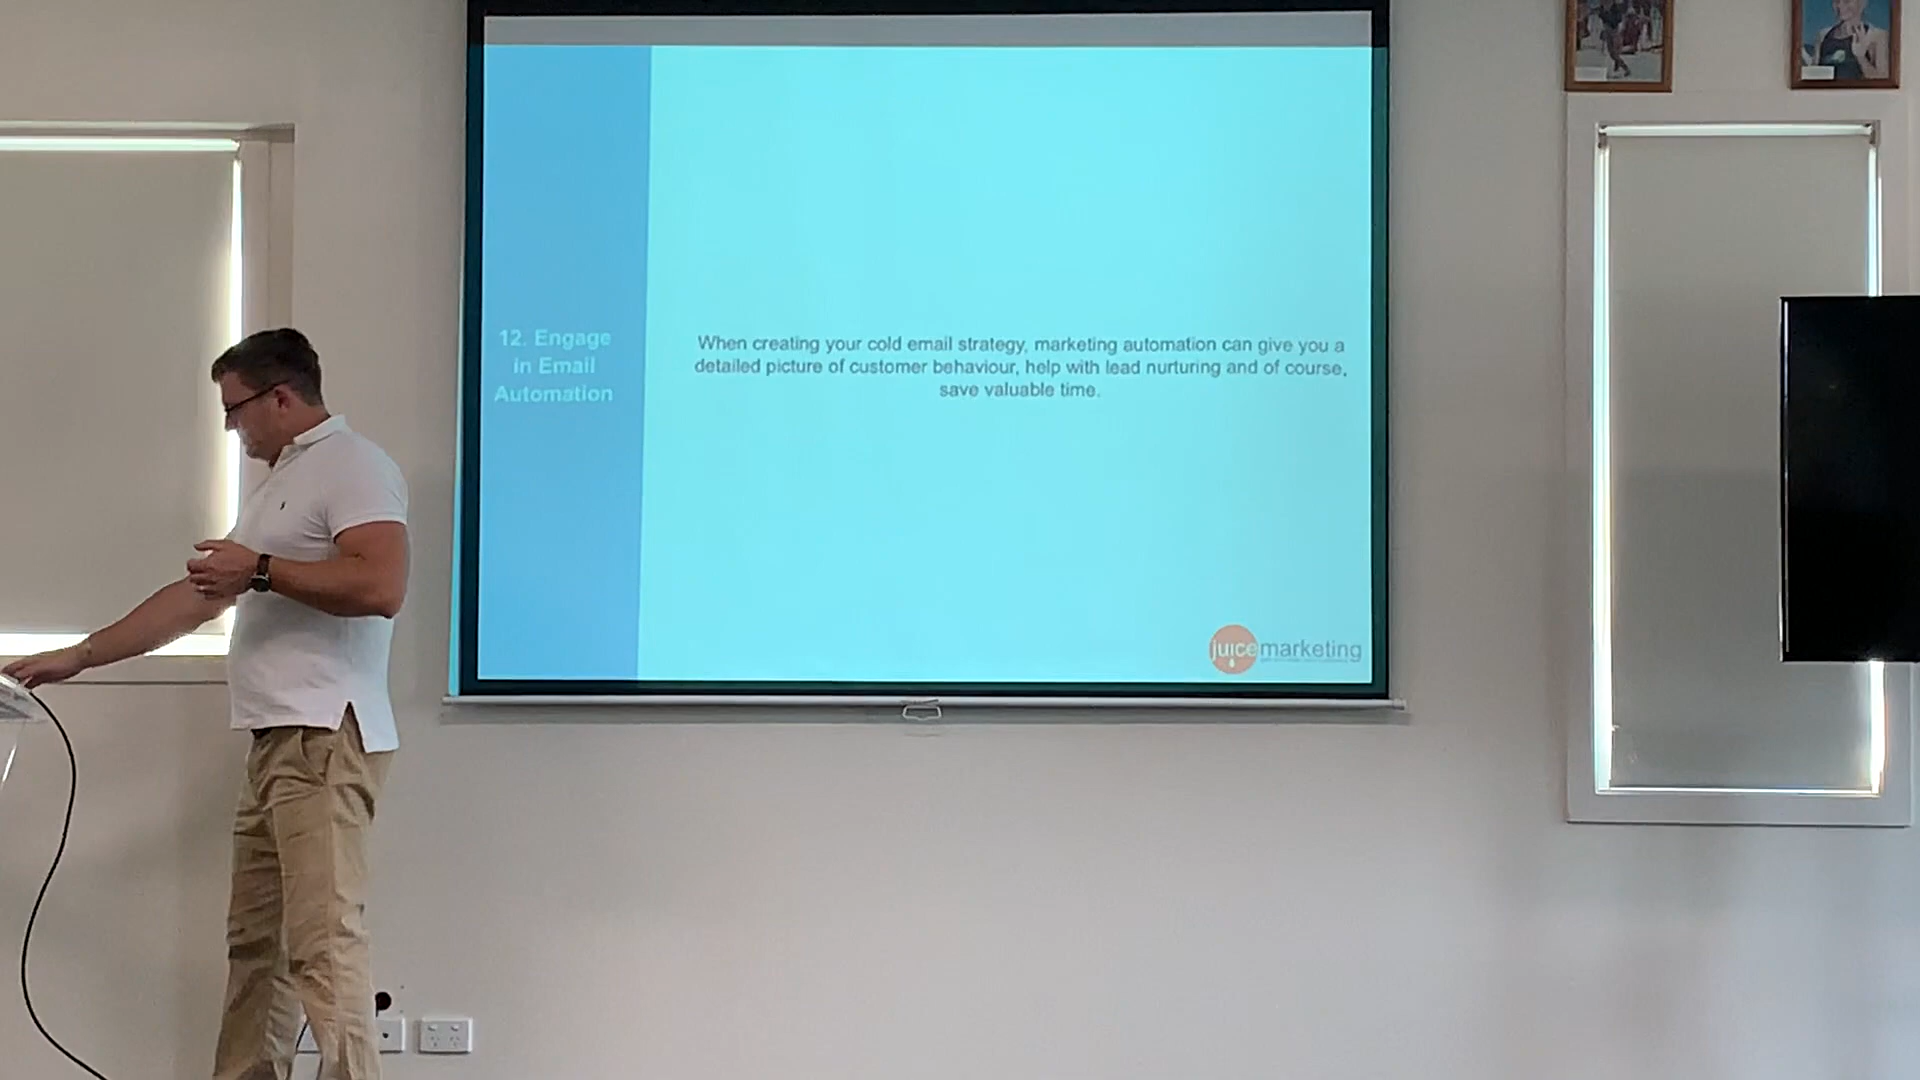 12. Engage
in Email
Automation
When creating your cold email strategy, marketing automation can give you a
detailed picture of customer behaviour, help with lead nurturing and of course,
save valuable time.
juicemarketing